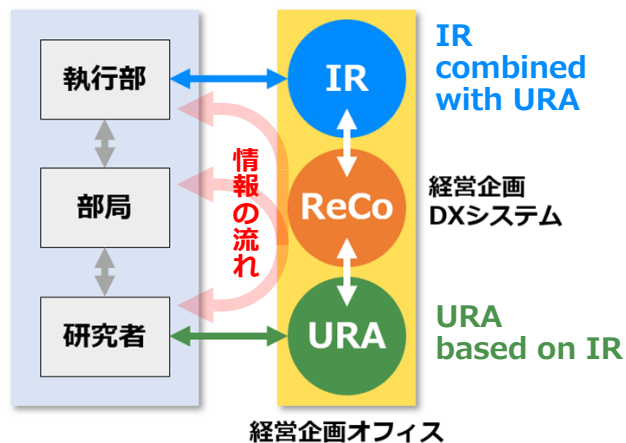 執行部
部局
研究者
情報の流れ
IR
ReCo
URA
IR
combined
with URA
経営企画
DXシステム
URA
based on IR
経営企画オフィス